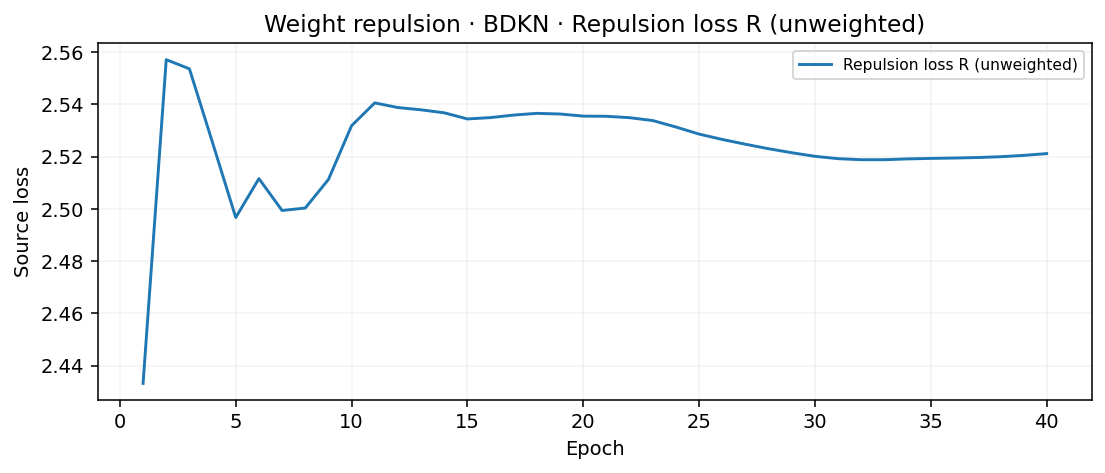 Weight repulsion · BDKN · Repulsion loss R (unweighted)
Repulsion loss R (unweighted)
Source loss
2.56
2.54
2.52
2.50
2.48
2.46
2.44
0 5 10 15 20 25 30 35 40
Epoch